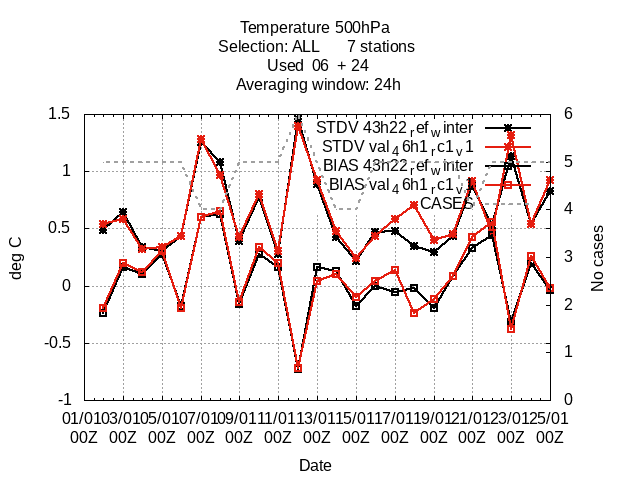 Temperature 500hPa
Selection: ALL 7 stations
Used 06 + 24
Averaging window: 24h
STDV 43h22refwinter
STDV val46h1rc1v1
BIAS 43h22refwinter
BIAS val46h1rc1v1
CASES
1.5
1
0.5
0
-0.5
-1
deg C
6
5
4
3
2
1
0
No cases
01/01 03/01 05/01 07/01 09/01 11/01 13/01 15/01 17/01 19/01 21/01 23/01 25/01
00Z 00Z 00Z 00Z 00Z 00Z 00Z 00Z 00Z 00Z 00Z 00Z 00Z
Date